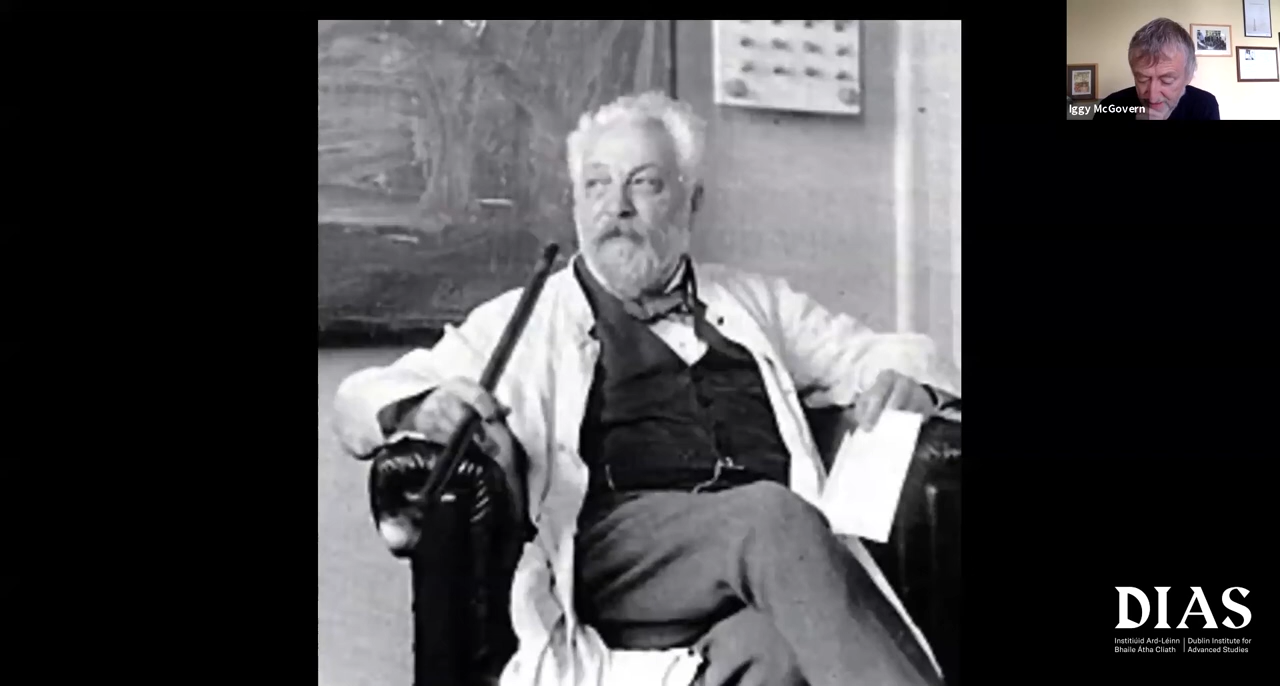 Iggy McGovern
DIAS
Institiúid Ard-Léinn | Dublin Institute for
Bhaile Átha Cliath | Advanced Studies